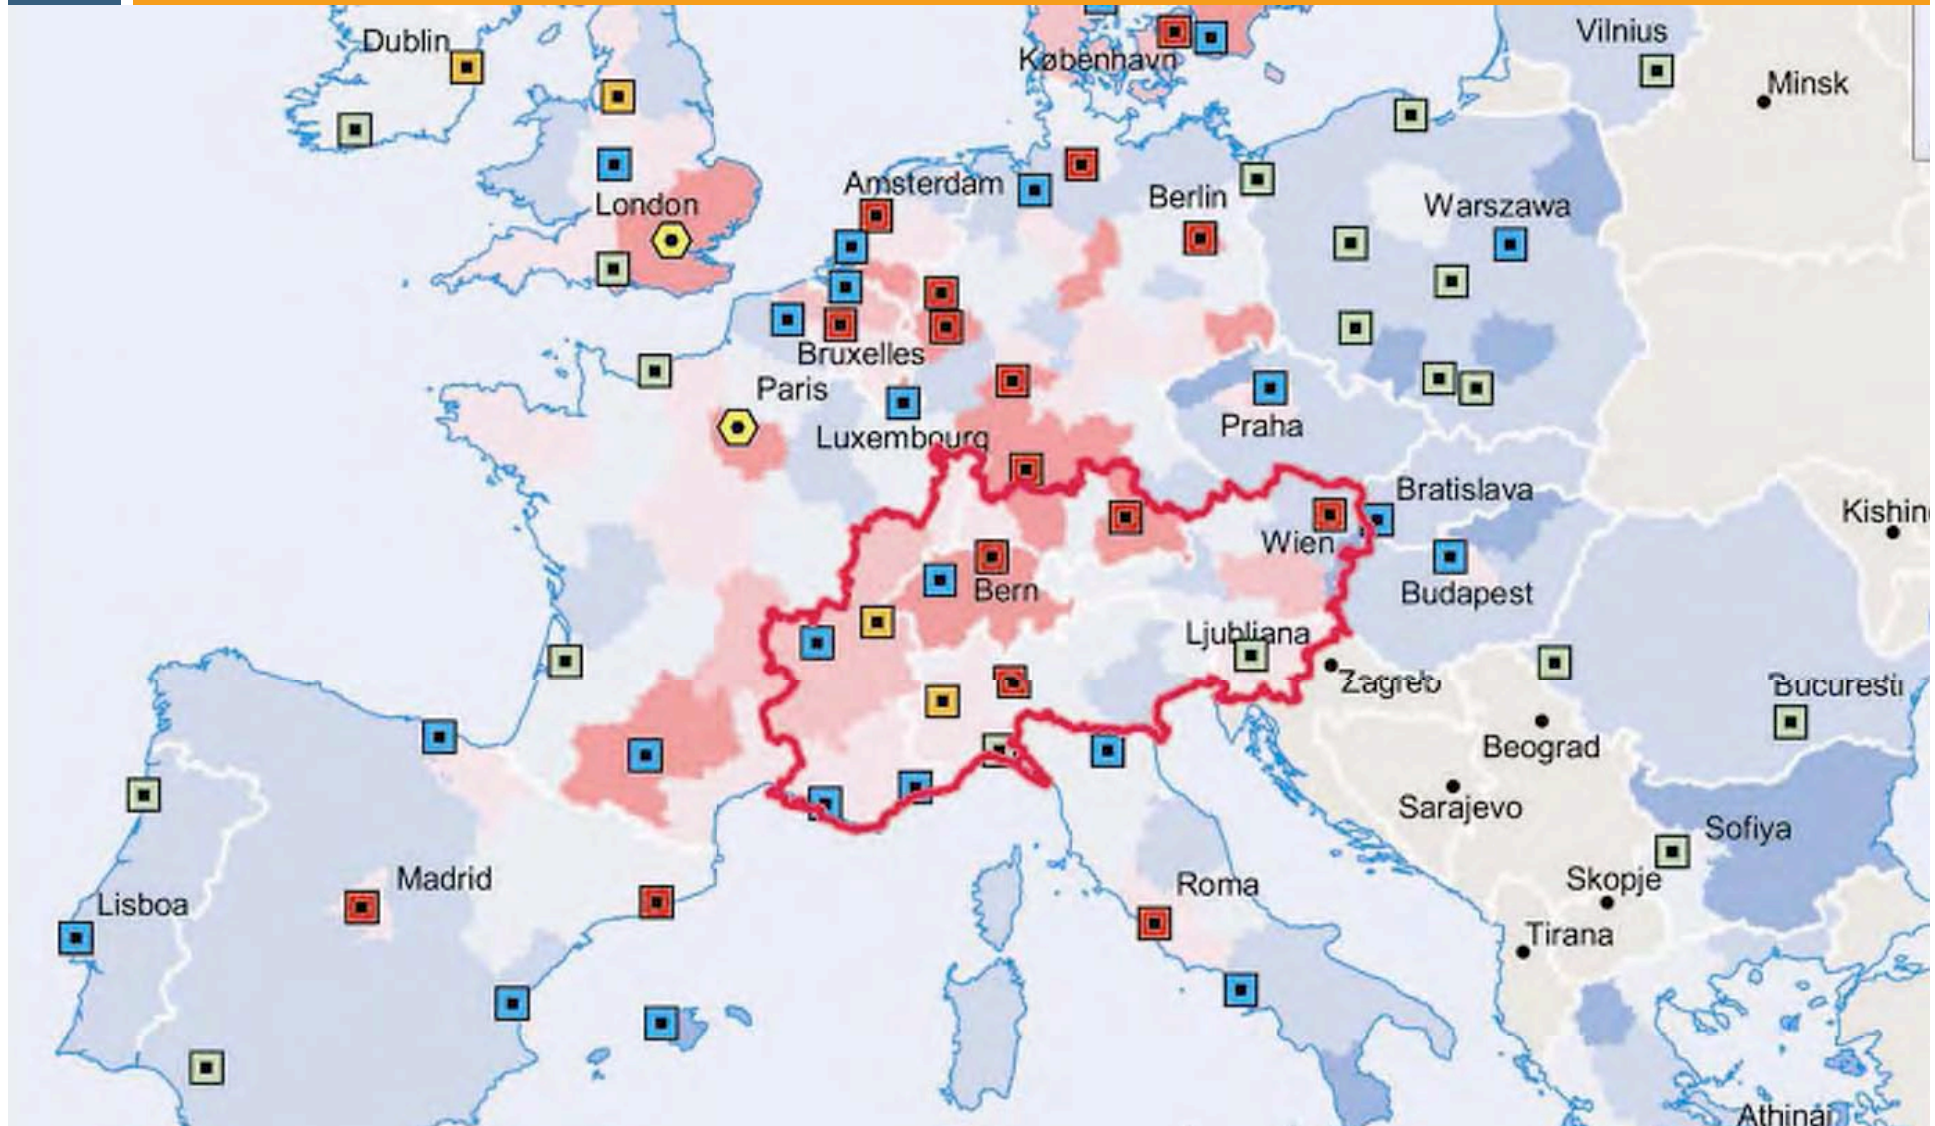 Dublin
Vilnius
København
Minsk
Amsterdam
Berlin
London
Warszawa
Bruxelles
Paris
Luxembourg
Praha
Bratislava
Kishin
Wien
Bern
Budapest
Ljubljana
Zagreb
Bucuresti
Beograd
Sarajevo
Sofiya
Madrid
Roma
Skopje
Lisboa
Tirana
Athinai